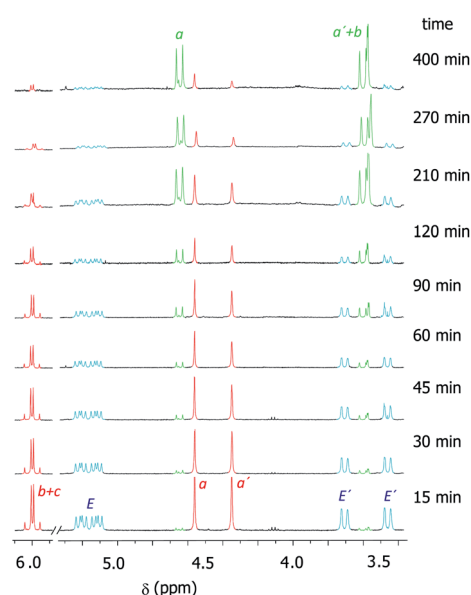 time
a
a´+b
400 min
270 min
210 min
120 min
90 min
60 min
45 min
30 min
b+c
E
a
a´
E´
E´
15 min
6.0
5.0
4.5
4.0
3.5
δ (ppm)